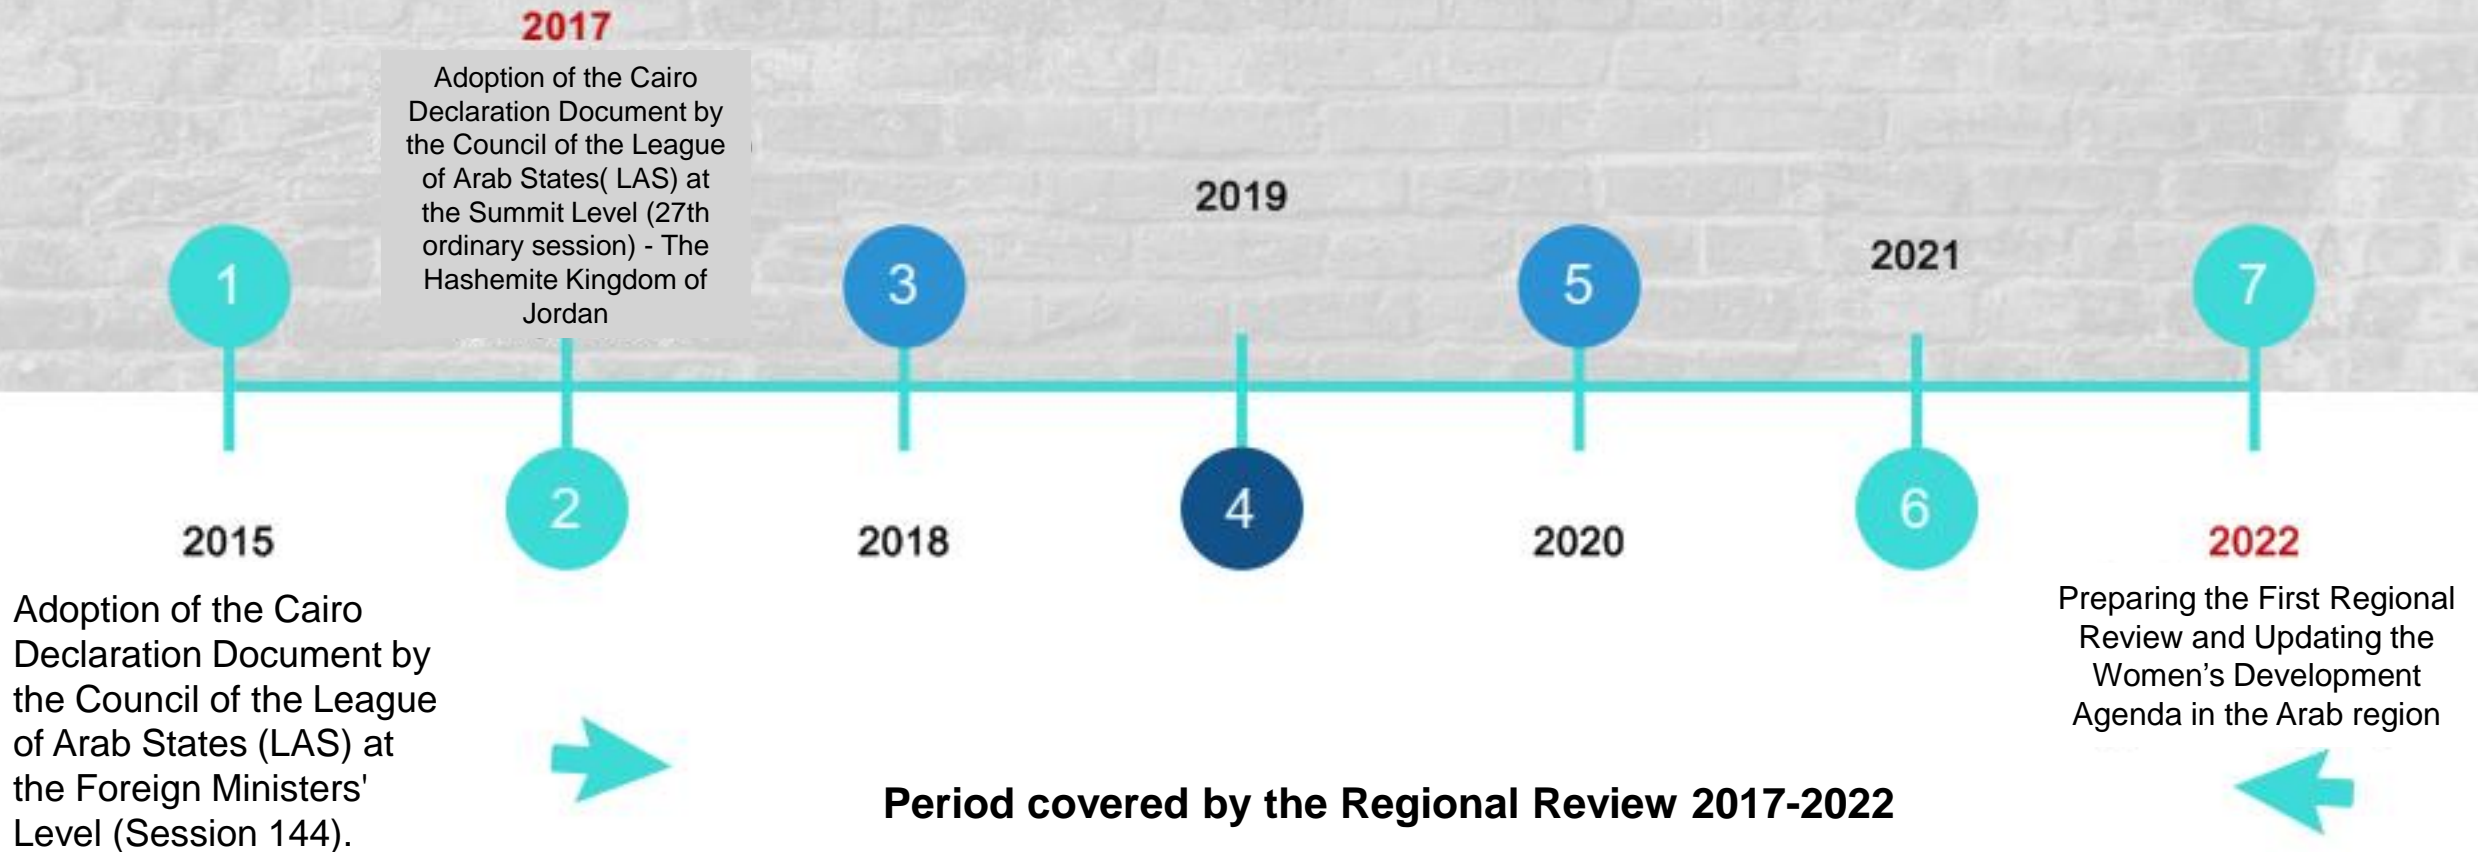 2017
Adoption of the Cairo
Declaration Document by
the Council of the League
of Arab States( LAS) at
the Summit Level (27th
ordinary session) - The
Hashemite Kingdom of
Jordan
2019
2021
1
3
5
7
2
4
6
2015
2018
2020
2022
Adoption of the Cairo
Declaration Document by
the Council of the League
of Arab States (LAS) at
the Foreign Ministers'
Level (Session 144).
Preparing the First Regional
Review and Updating the
Women’s Development
Agenda in the Arab region
Period covered by the Regional Review 2017-2022